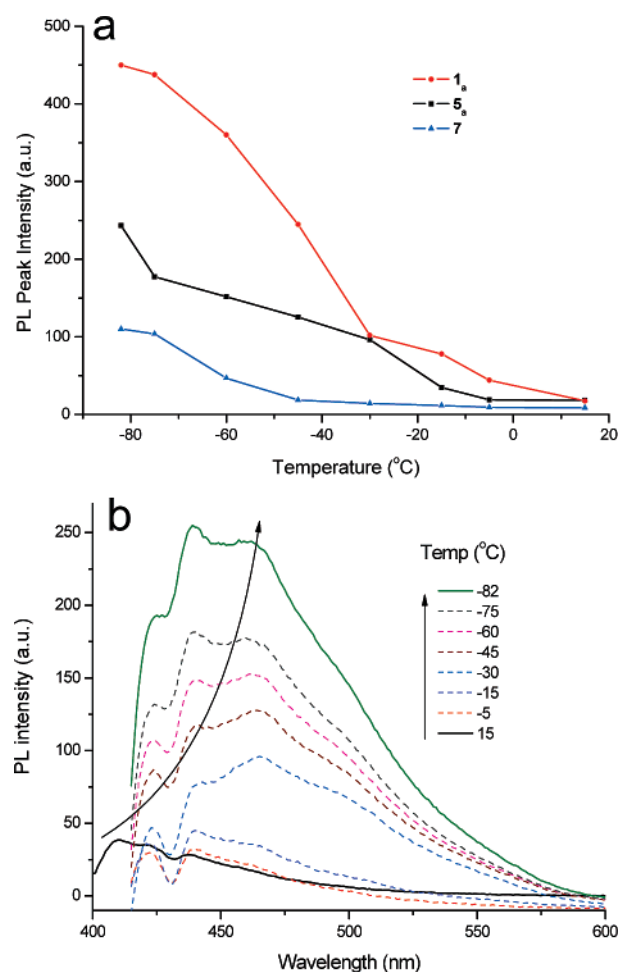 a
500
400
300
200
100
0
PL Peak Intensity (a.u.)
1a
5a
7
-80 -60 -40 -20 0 20
Temperature (°C)
b
250
200
150
100
50
0
PL intensity (a.u.)
Temp (°C)
-82
-75
-60
-45
-30
-15
-5
15
400 450 500 550 600
Wavelength (nm)